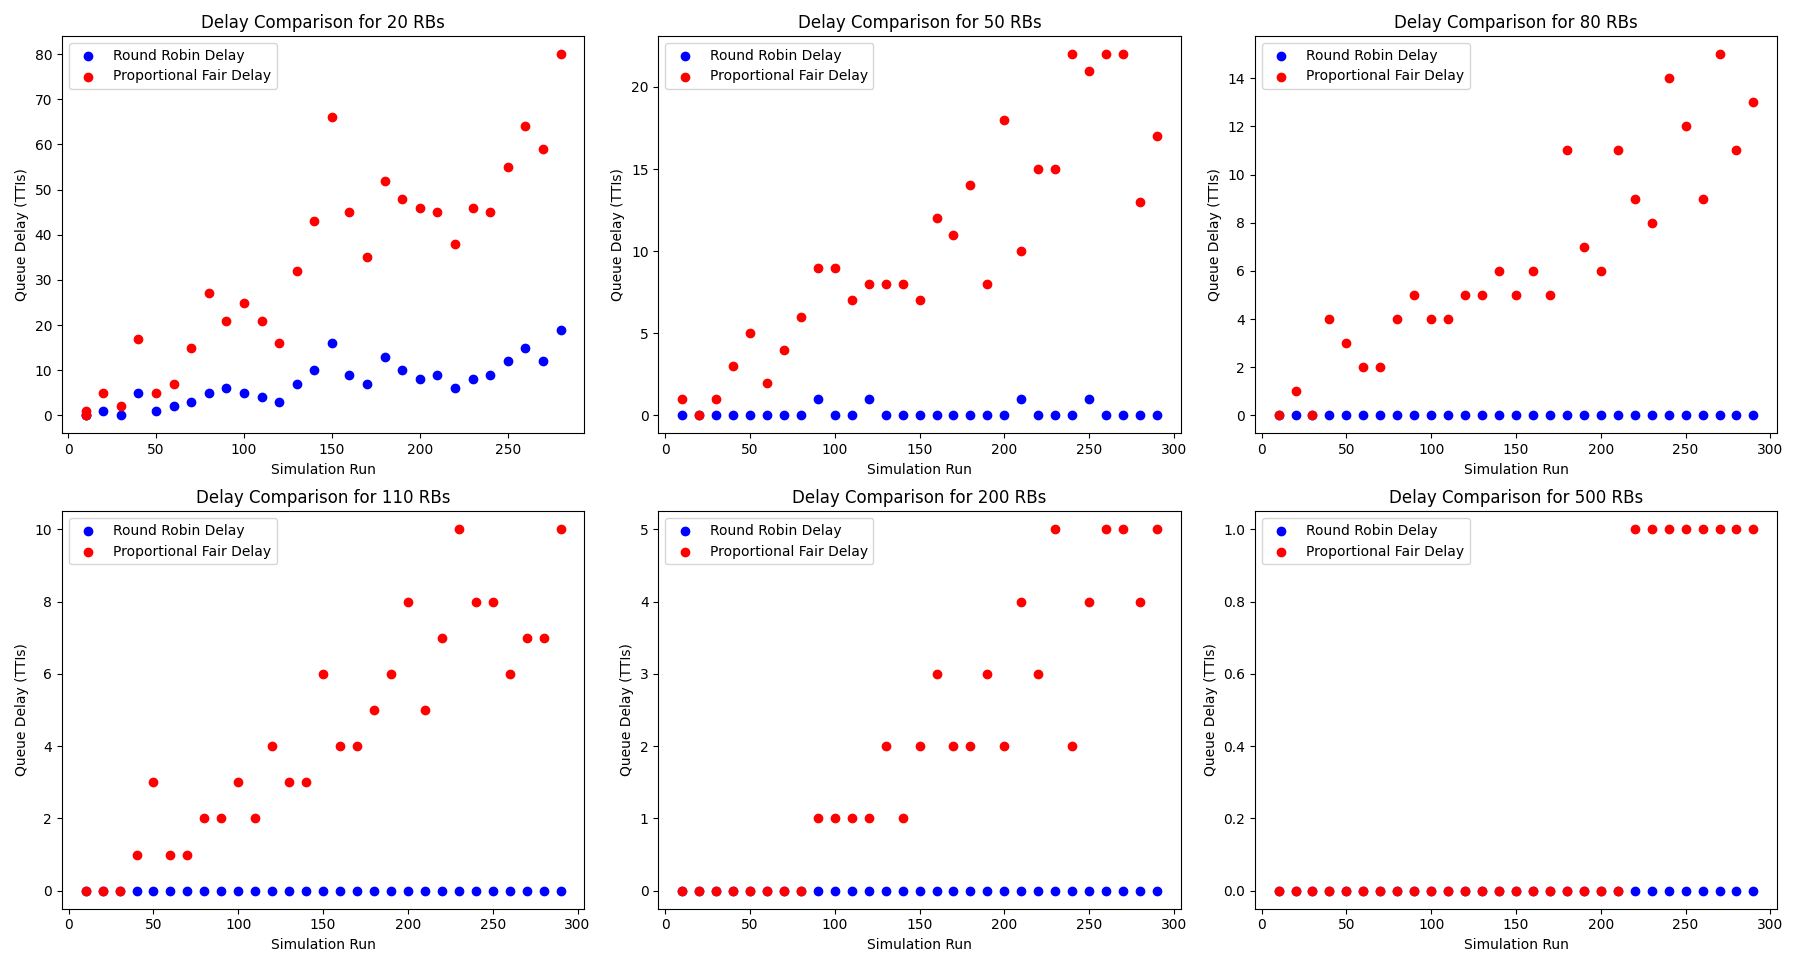 Delay Comparison for 20 RBs
Round Robin Delay
Proportional Fair Delay
80
70
60
50
40
30
20
10
0
Queue Delay (TTIs)
0 50 100 150 200 250
Simulation Run
Delay Comparison for 50 RBs
Round Robin Delay
Proportional Fair Delay
20
15
10
5
0
Queue Delay (TTIs)
0 50 100 150 200 250 300
Simulation Run
Delay Comparison for 80 RBs
Round Robin Delay
Proportional Fair Delay
14
12
10
8
6
4
2
0
Queue Delay (TTIs)
0 50 100 150 200 250 300
Simulation Run
Delay Comparison for 110 RBs
Round Robin Delay
Proportional Fair Delay
10
8
6
4
2
0
Queue Delay (TTIs)
0 50 100 150 200 250 300
Simulation Run
Delay Comparison for 200 RBs
Round Robin Delay
Proportional Fair Delay
5
4
3
2
1
0
Queue Delay (TTIs)
0 50 100 150 200 250 300
Simulation Run
Delay Comparison for 500 RBs
Round Robin Delay
Proportional Fair Delay
1.0
0.8
0.6
0.4
0.2
0.0
Queue Delay (TTIs)
0 50 100 150 200 250 300
Simulation Run